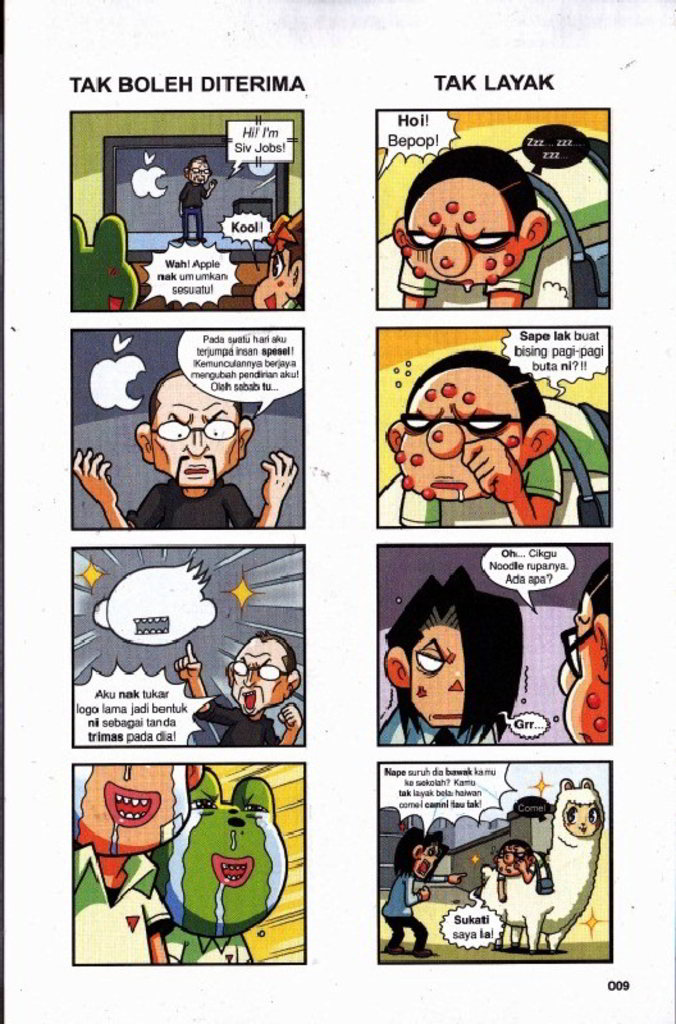 TAK BOLEH DITERIMA
Hi! I'm
Siv Jobs!
Kool!
Wah! Apple
nak umumkan
sesuatu!
Pada suatu hari aku
terjumpa insan spesel!
Kemunculannya berjaya
mengubah pendirian aku!
Oleh sebab tu...
Aku nak tukar
logo lama jadi bentuk
ni sebagai tanda
trimas pada dia!
TAK LAYAK
Hoi!
Bepop!
Zzz... zzz...
zzz...
Sape lak buat
bising pagi-pagi
buta ni?!!
Oh... Cikgu
Noodle rupanya.
Ada apa?
Grr...
Nape suruh dia bawak kamu
ke sekolah? Kamu
tak layak bela haiwan
comel camni tau tak!
Comel
Sukati
saya la!
009